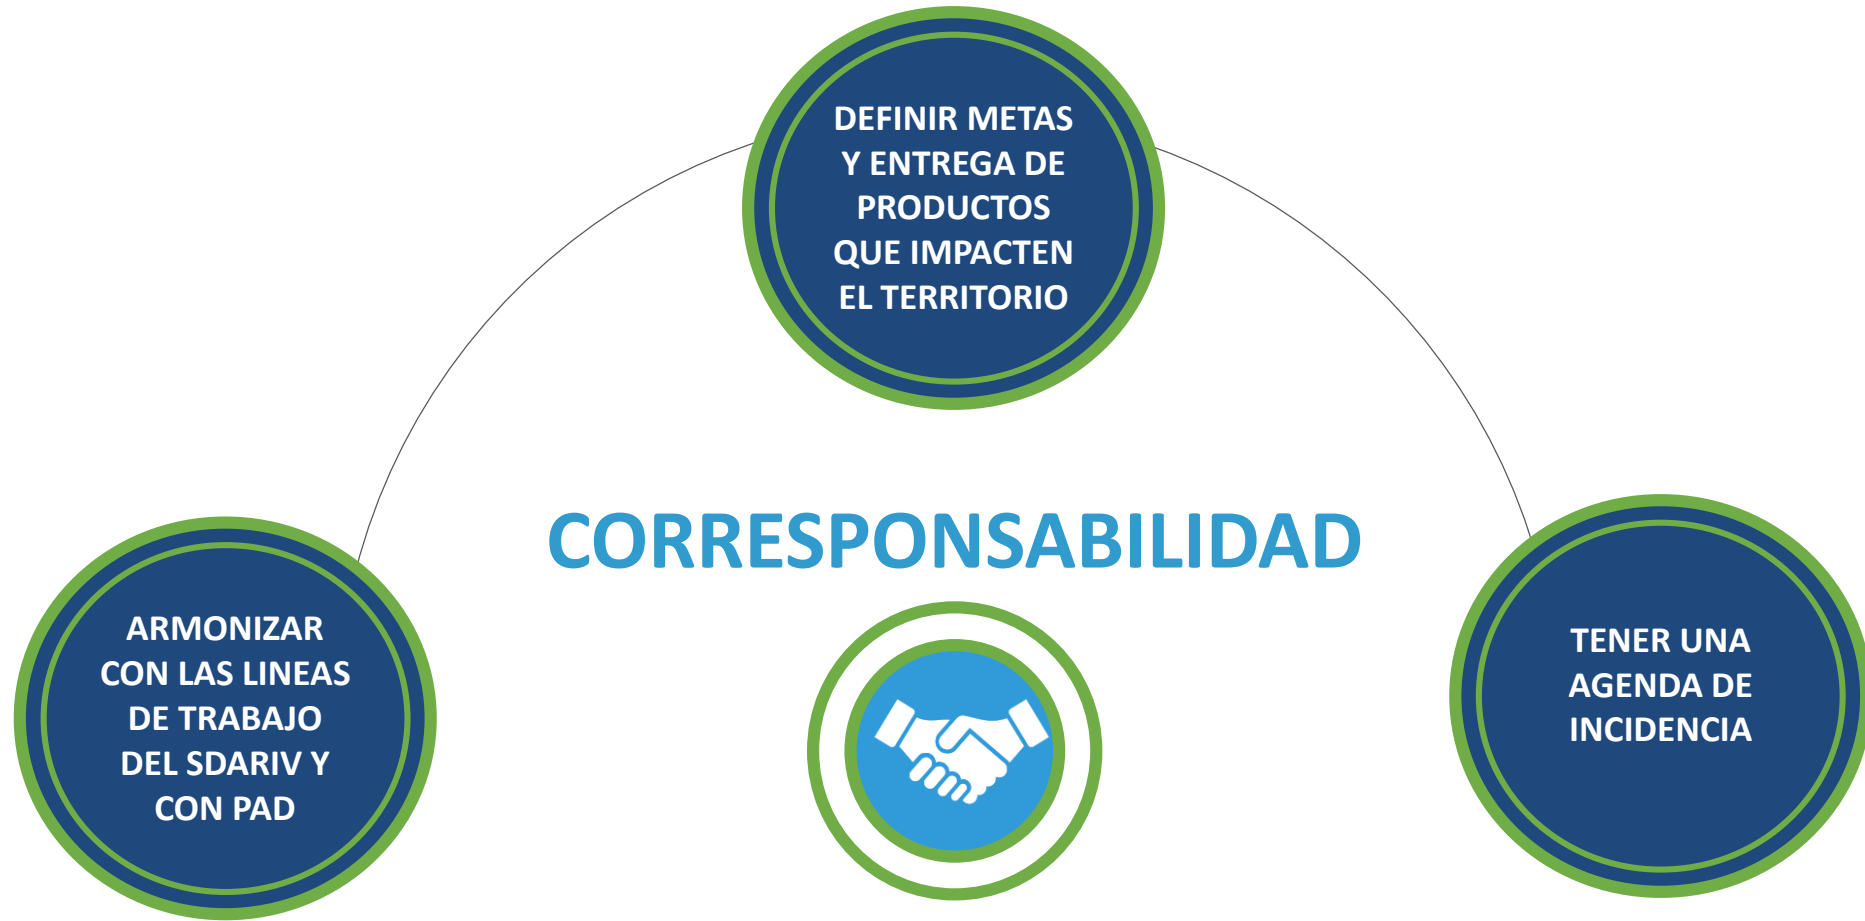 DEFINIR METAS
Y ENTREGA DE
PRODUCTOS
QUE IMPACTEN
EL TERRITORIO
CORRESPONSABILIDAD
ARMONIZAR
CON LAS LINEAS
DE TRABAJO
DEL SDARIV Y
CON PAD
TENER UNA
AGENDA DE
INCIDENCIA